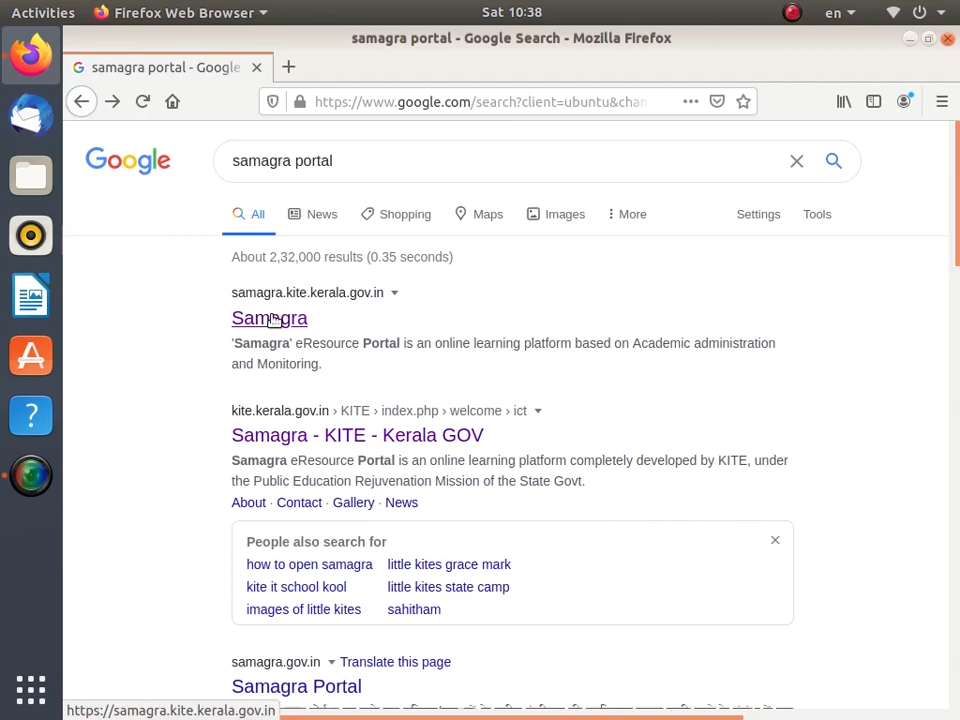 Activities
Firefox Web Browser
Sat 10:38
en
samagra portal - Google Search - Mozilla Firefox
samagra portal - Google
https://www.google.com/search?client=ubuntu&chan
Google
samagra portal
All
News
Shopping
Maps
Images
More
Settings
Tools
About 2,32,000 results (0.35 seconds)
samagra.kite.kerala.gov.in
Samagra
'Samagra' eResource Portal is an online learning platform based on Academic administration
and Monitoring.
kite.kerala.gov.in › KITE › index.php › welcome › ict
Samagra - KITE - Kerala GOV
Samagra eResource Portal is an online learning platform completely developed by KITE, under
the Public Education Rejuvenation Mission of the State Govt.
About · Contact · Gallery · News
People also search for
how to open samagra
little kites grace mark
kite it school kool
little kites state camp
images of little kites
sahitham
samagra.gov.in
Translate this page
Samagra Portal
https://samagra.kite.kerala.gov.in